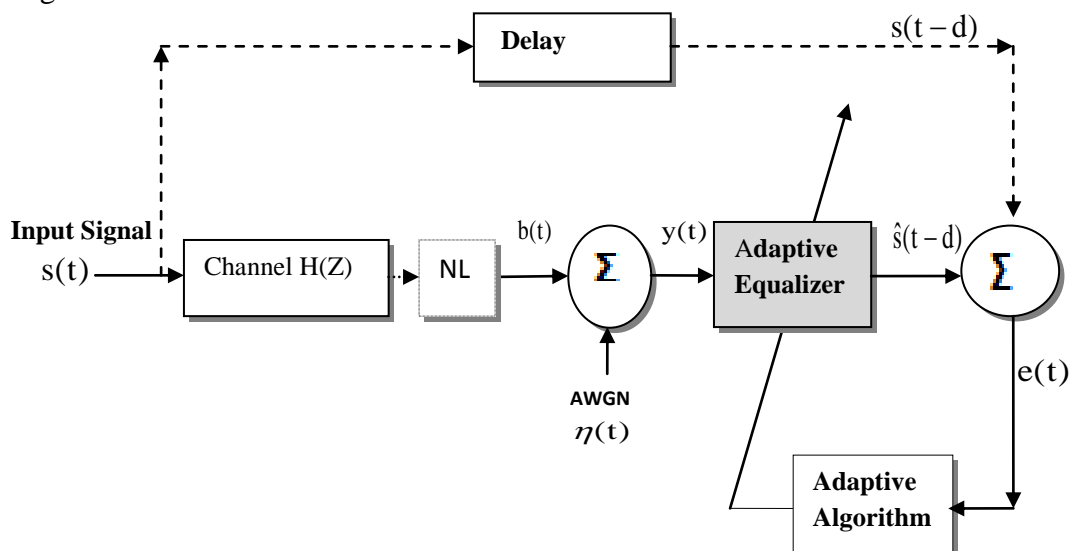 Delay
s(t – d)
Input Signal
s(t)
Channel H(Z)
NL
b(t)
Σ
y(t)
Adaptive
Equalizer
ŝ(t – d)
Σ
AWGN
η(t)
e(t)
Adaptive
Algorithm